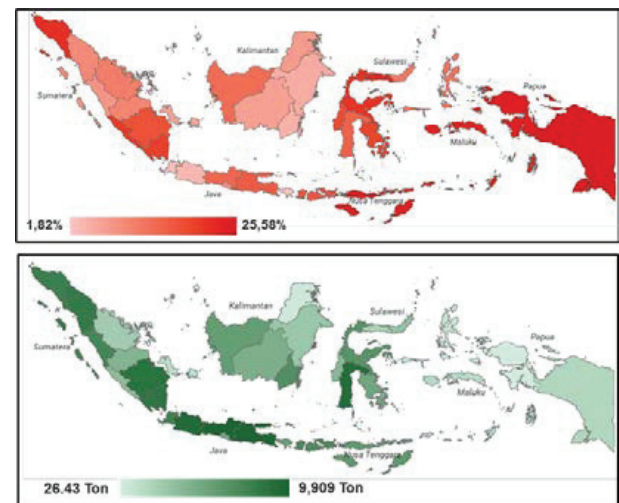 Kalimantan
Sulawesi
Papua
Sumatera
Maluku
Java
Nusa Tenggara
1,82%
25,58%
Kalimantan
Sulawesi
Papua
Sumatera
Maluku
Java
Nusa Tenggara
26.43 Ton
9,909 Ton